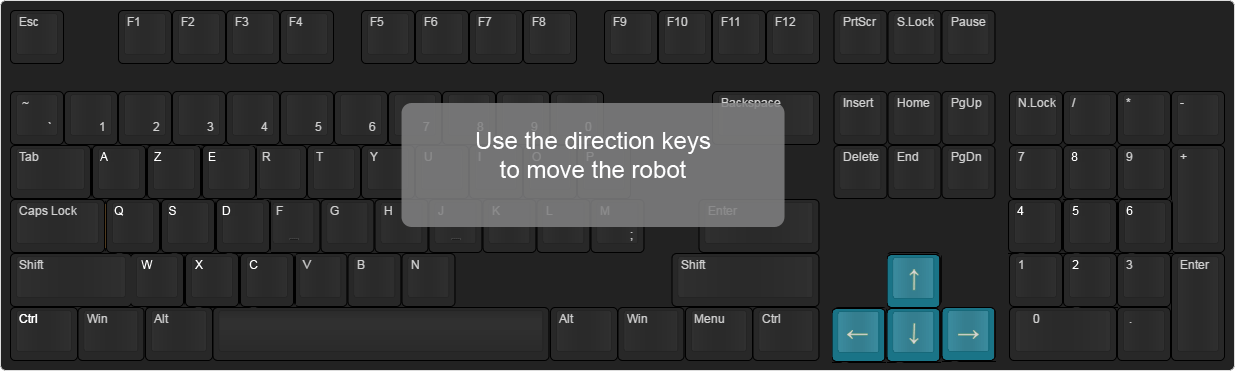 Esc F1 F2 F3 F4 F5 F6 F7 F8 F9 F10 F11 F12 PrtScr S.Lock Pause
~ ` 1 2 3 4 5 6 7 8 9 0 Backspace Insert Home PgUp N.Lock / * -
Use the direction keys
to move the robot
Tab A Z E R T Y U I O P Delete End PgDn 7 8 9 +
Caps Lock Q S D F G H J K L M ; Enter 4 5 6
Shift W X C V B N Shift ↑ 1 2 3 Enter
Ctrl Win Alt Alt Win Menu Ctrl ← ↓ → 0 .